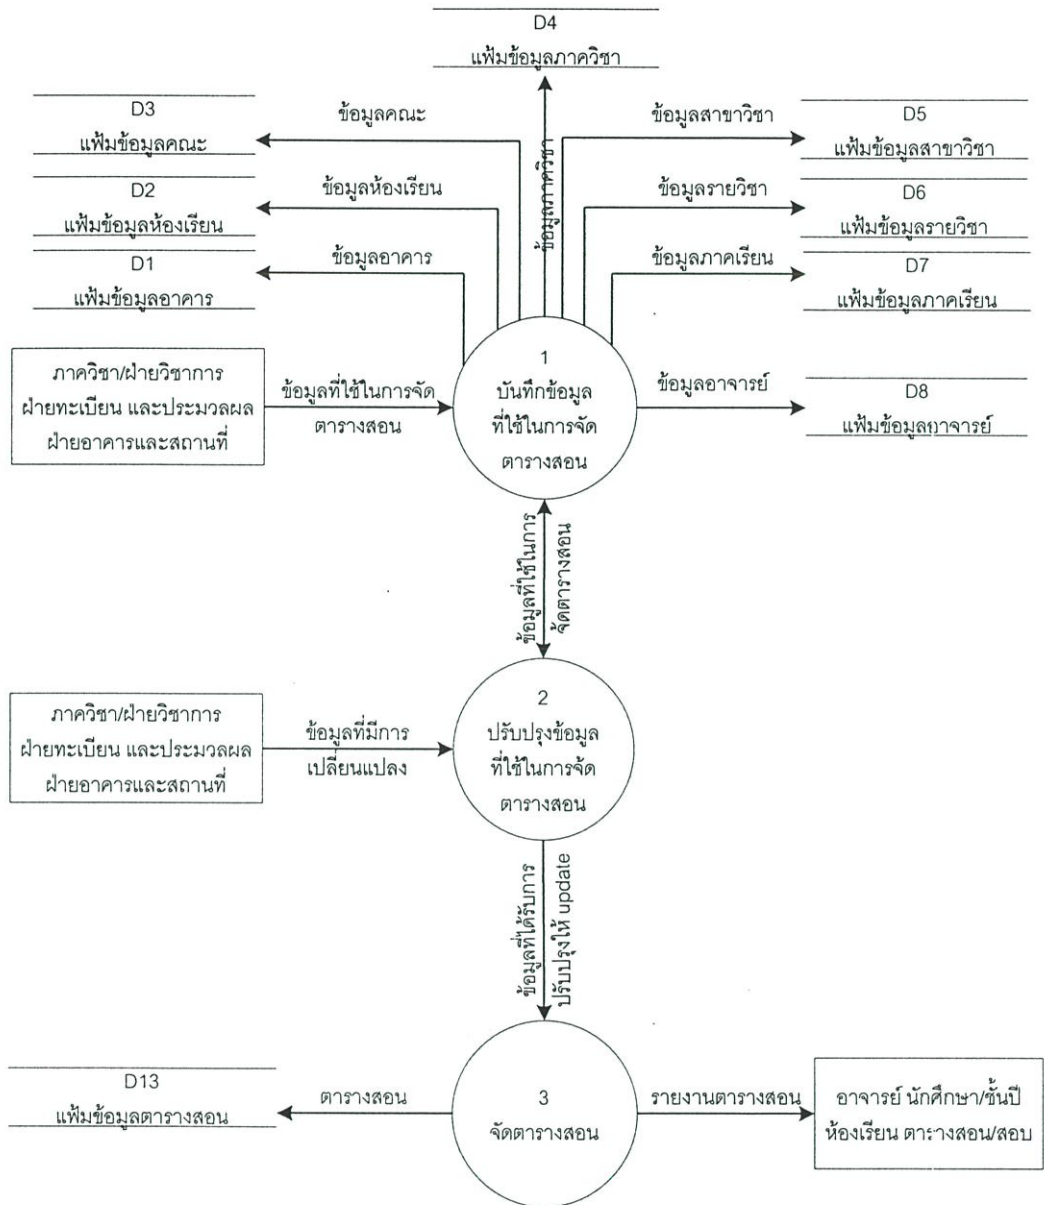 D4
แฟ้มข้อมูลภาควิชา
D3
แฟ้มข้อมูลคณะ
ข้อมูลคณะ
ข้อมูลภาควิชา
ข้อมูลสาขาวิชา
D5
แฟ้มข้อมูลสาขาวิชา
D2
แฟ้มข้อมูลห้องเรียน
ข้อมูลห้องเรียน
ข้อมูลรายวิชา
D6
แฟ้มข้อมูลรายวิชา
D1
แฟ้มข้อมูลอาคาร
ข้อมูลอาคาร
ข้อมูลภาคเรียน
D7
แฟ้มข้อมูลภาคเรียน
ภาควิชา/ฝ่ายวิชาการ
ฝ่ายทะเบียน และประมวลผล
ฝ่ายอาคารและสถานที่
ข้อมูลที่ใช้ในการจัด
ตารางสอน
1
บันทึกข้อมูล
ที่ใช้ในการจัด
ตารางสอน
ข้อมูลอาจารย์
D8
แฟ้มข้อมูลอาจารย์
ข้อมูลที่ใช้ในการ
จัดตารางสอน
ภาควิชา/ฝ่ายวิชาการ
ฝ่ายทะเบียน และประมวลผล
ฝ่ายอาคารและสถานที่
ข้อมูลที่มีการ
เปลี่ยนแปลง
2
ปรับปรุงข้อมูล
ที่ใช้ในการจัด
ตารางสอน
ข้อมูลที่ได้รับการ
ปรับปรุงให้ update
D13
แฟ้มข้อมูลตารางสอน
ตารางสอน
3
จัดตารางสอน
รายงานตารางสอน
อาจารย์ นักศึกษา/ชั้นปี
ห้องเรียน ตารางสอน/สอบ